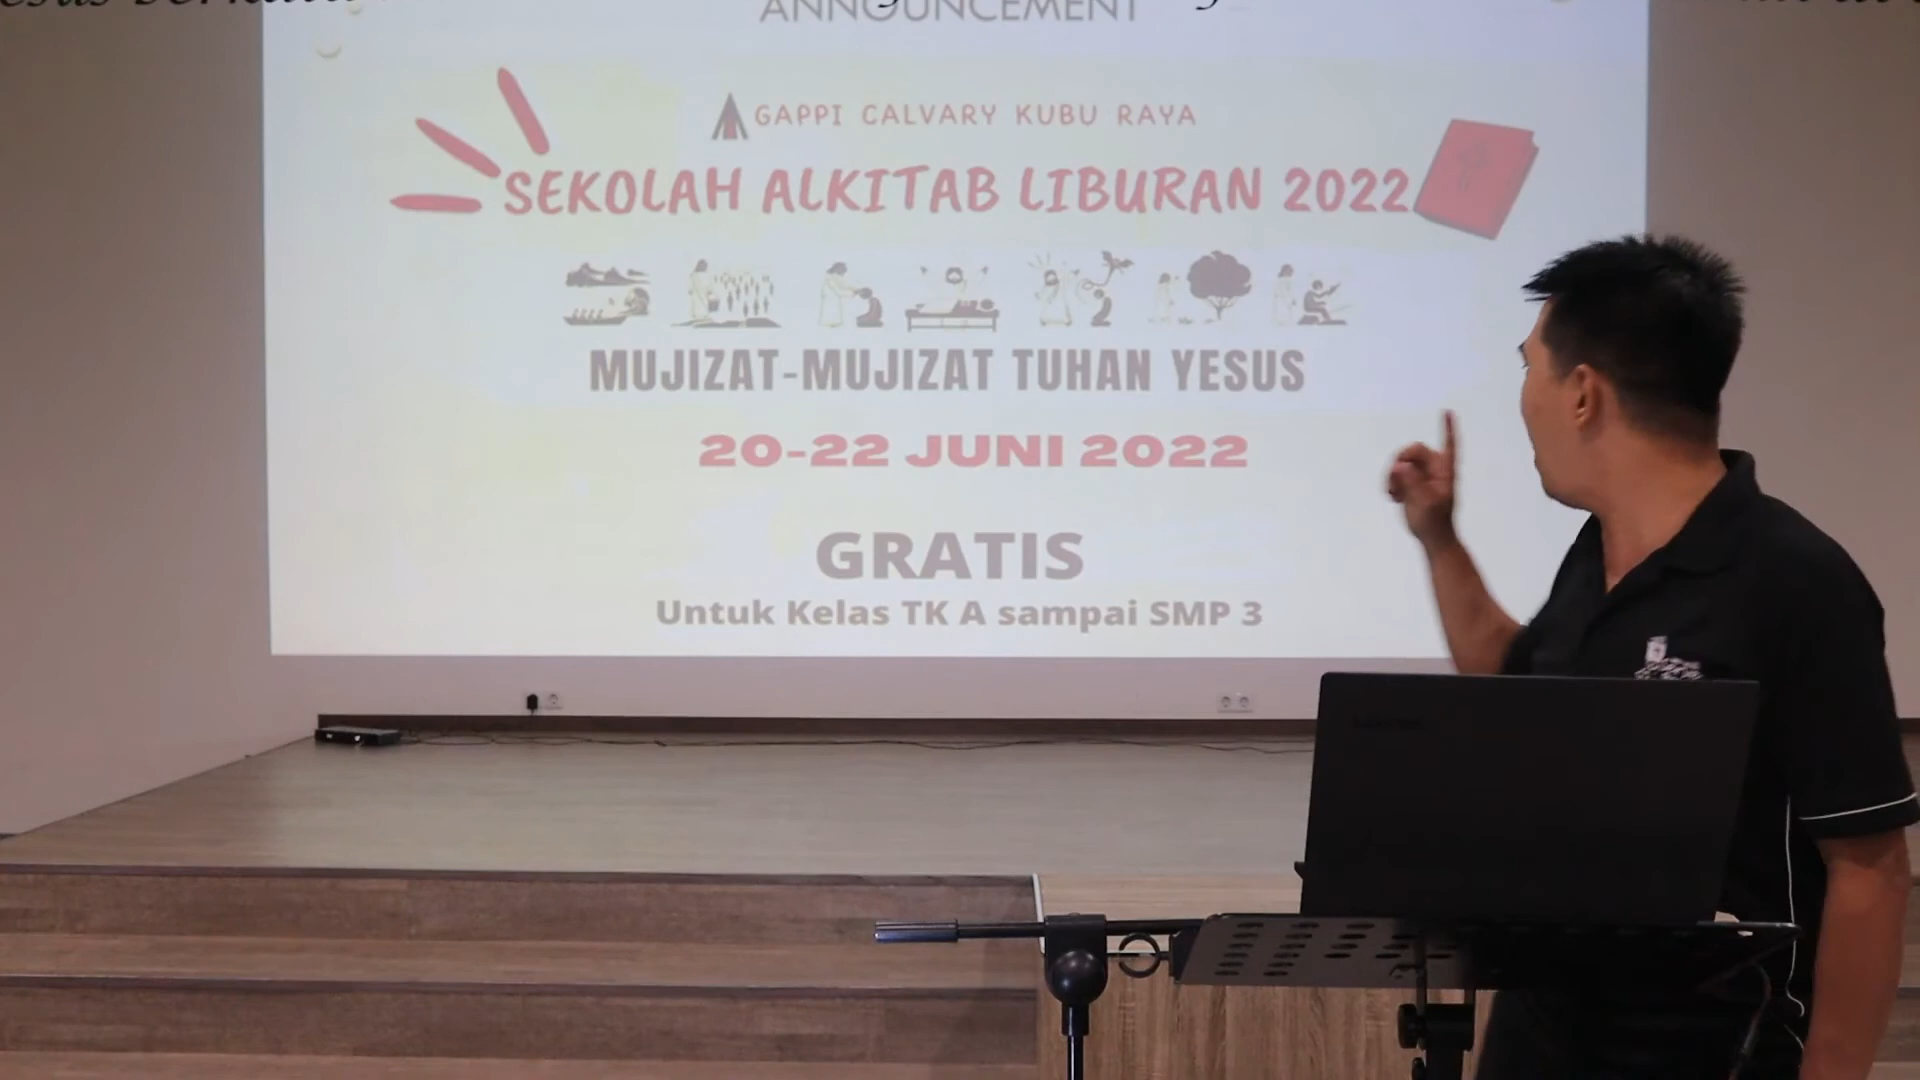 ANNOUNCEMENT
GAPPI CALVARY KUBU RAYA
SEKOLAH ALKITAB LIBURAN 2022
MUJIZAT-MUJIZAT TUHAN YESUS
20-22 JUNI 2022
GRATIS
Untuk Kelas TK A sampai SMP 3